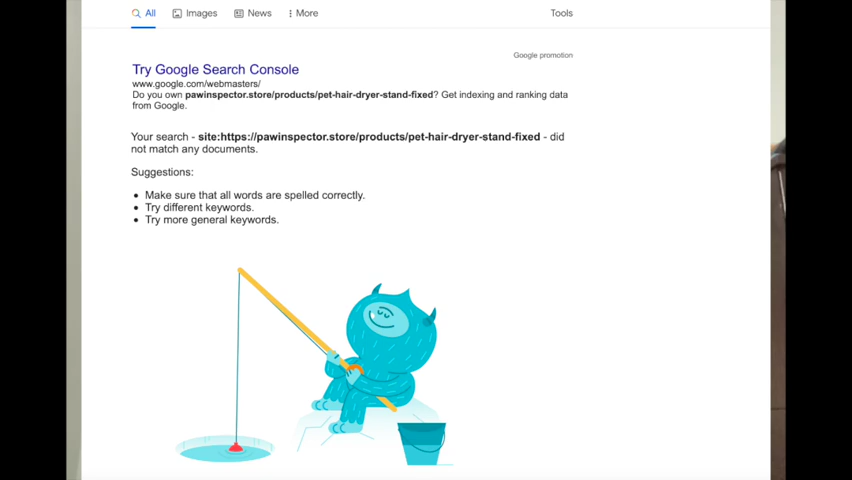 All Images News More Tools
Google promotion
Try Google Search Console
www.google.com/webmasters/
Do you own pawinspector.store/products/pet-hair-dryer-stand-fixed? Get indexing and ranking data
from Google.
Your search - site:https://pawinspector.store/products/pet-hair-dryer-stand-fixed - did
not match any documents.
Suggestions:
Make sure that all words are spelled correctly.
Try different keywords.
Try more general keywords.